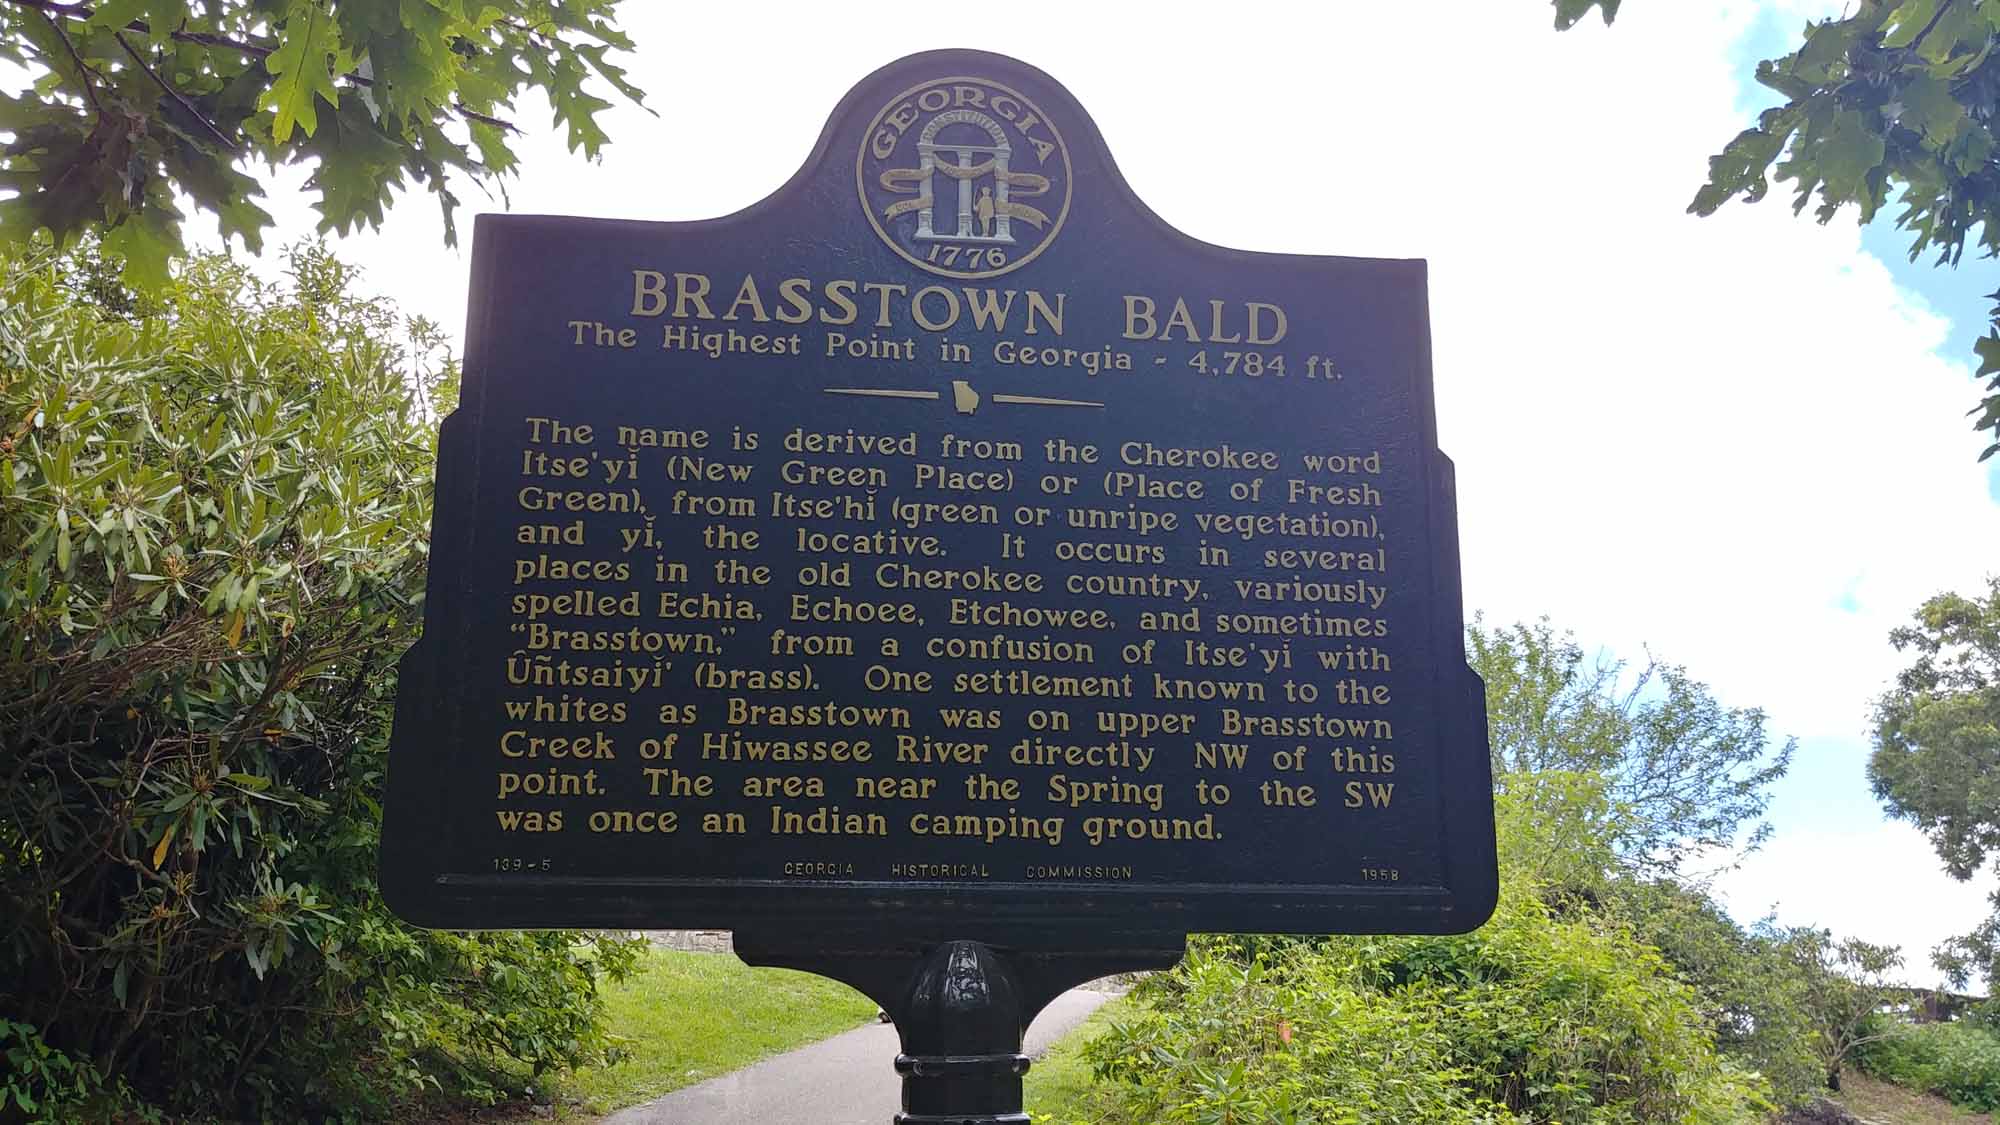 GEORGIA
CONSTITUTION
1776
BRASSTOWN BALD
The Highest Point in Georgia - 4,784 ft.
The name is derived from the Cherokee word
Itse'yĭ (New Green Place) or (Place of Fresh
Green), from Itse'hĭ (green or unripe vegetation),
and yĭ, the locative. It occurs in several
places in the old Cherokee country, variously
spelled Echia, Echoee, Etchowee, and sometimes
“Brasstown,” from a confusion of Itse'yĭ with
Ûñtsaiyĭ' (brass). One settlement known to the
whites as Brasstown was on upper Brasstown
Creek of Hiwassee River directly NW of this
point. The area near the Spring to the SW
was once an Indian camping ground.
139-5 GEORGIA HISTORICAL COMMISSION 1958